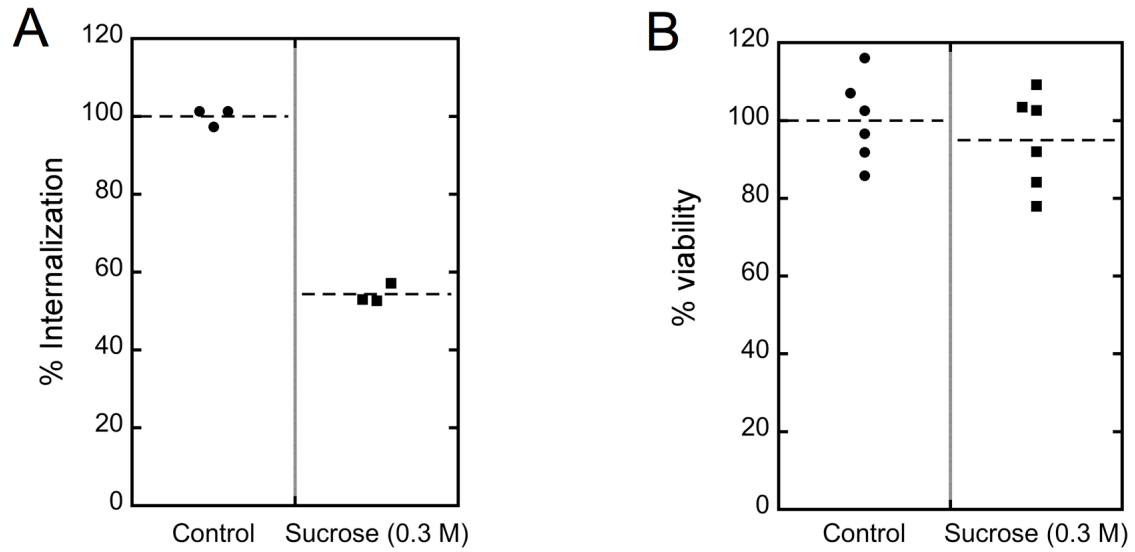 A
120
100
80
60
40
20
0
% Internalization
Control
Sucrose (0.3 M)
B
120
100
80
60
40
20
0
% viability
Control
Sucrose (0.3 M)